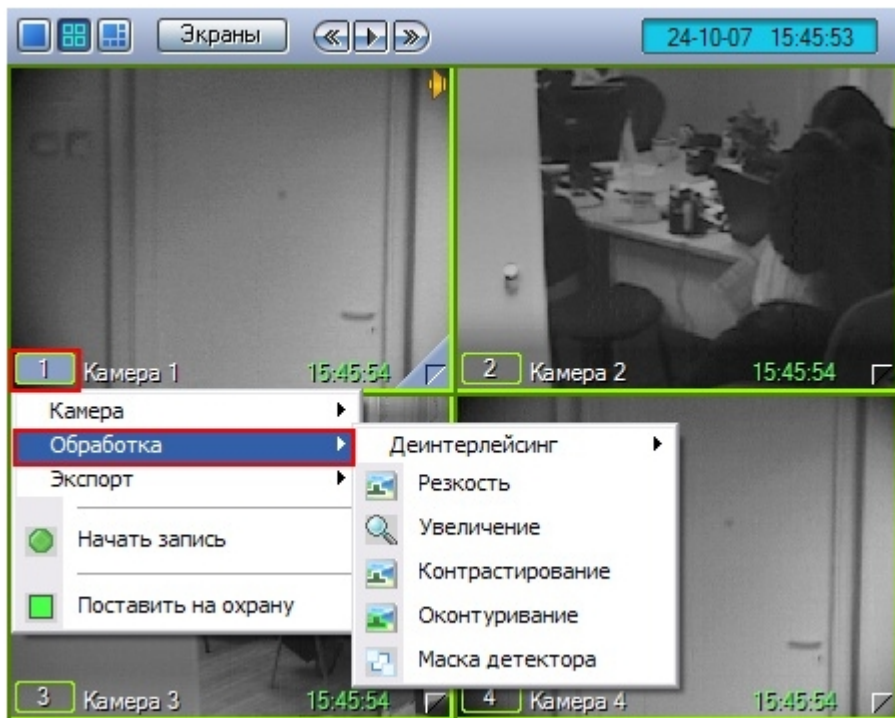 Экраны
24-10-07 15:45:53
1 Камера 1 15:45:54
2 Камера 2 15:45:54
Камера
Обработка
Экспорт
Начать запись
Поставить на охрану
Деинтерлейсинг
Резкость
Увеличение
Контрастирование
Оконтуривание
Маска детектора
3 Камера 3 15:45:54
4 Камера 4 15:45:54